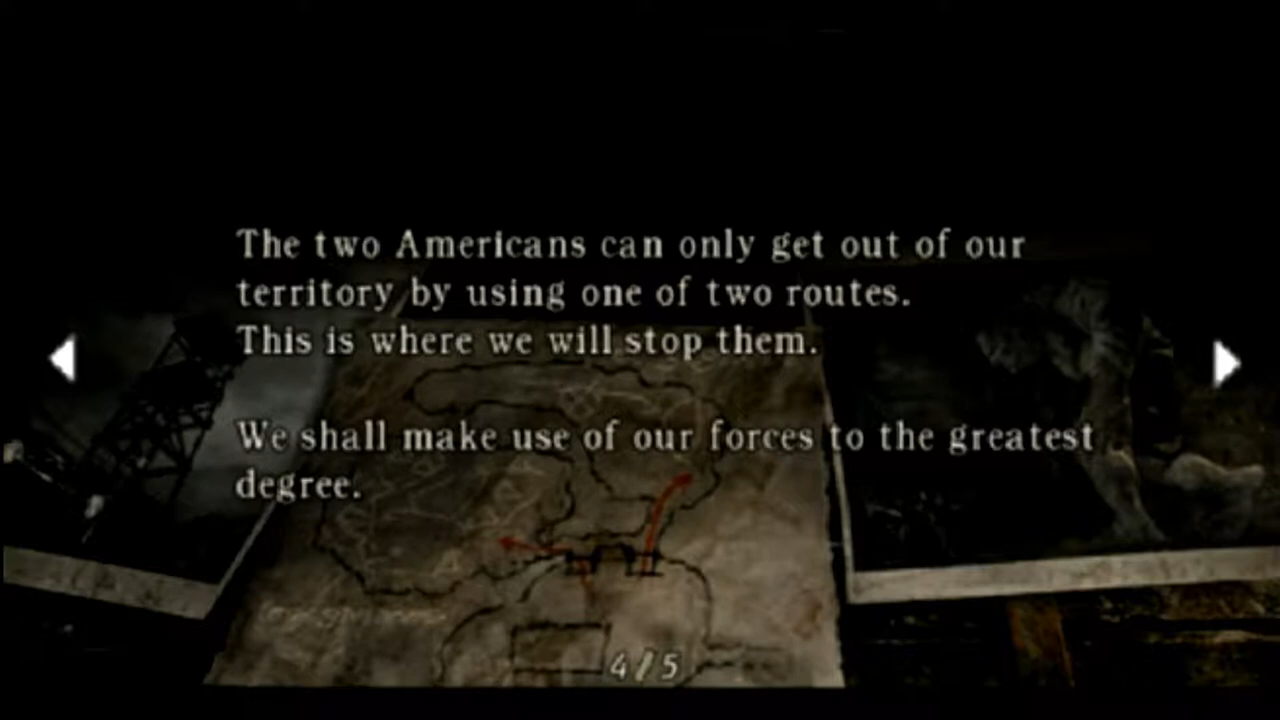 The two Americans can only get out of our
territory by using one of two routes.
This is where we will stop them.
We shall make use of our forces to the greatest
degree.
4/5